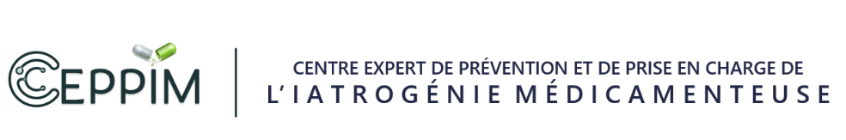 CEPPIM
CENTRE EXPERT DE PRÉVENTION ET DE PRISE EN CHARGE DE
L'IATROGÉNIE MÉDICAMENTEUSE